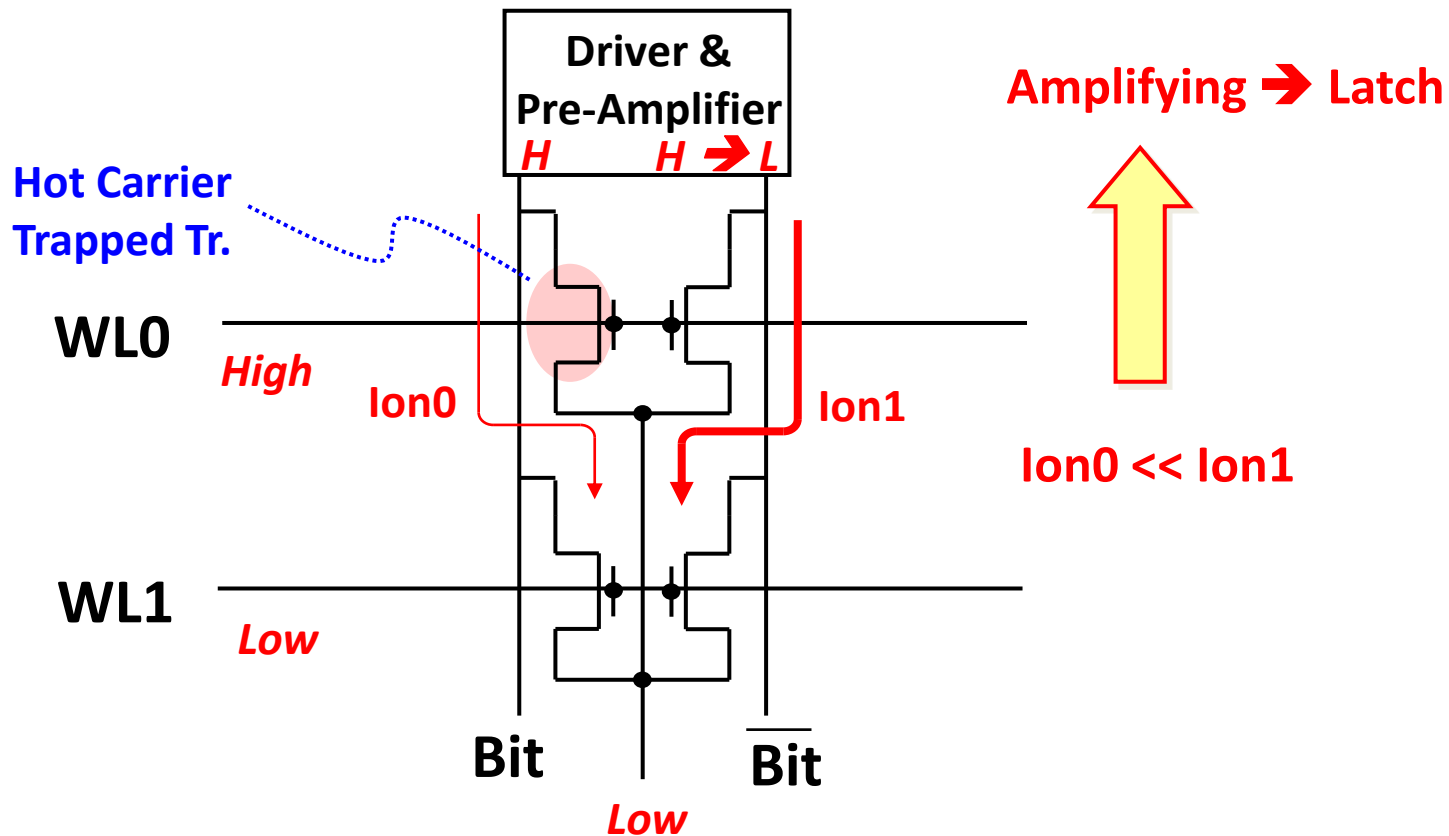 Driver &
Pre-Amplifier
H H ➔ L
Amplifying ➔ Latch
Hot Carrier
Trapped Tr.
WL0
High
Ion0
Ion1
Ion0 << Ion1
WL1
Low
Bit
B̅i̅t̅
Low